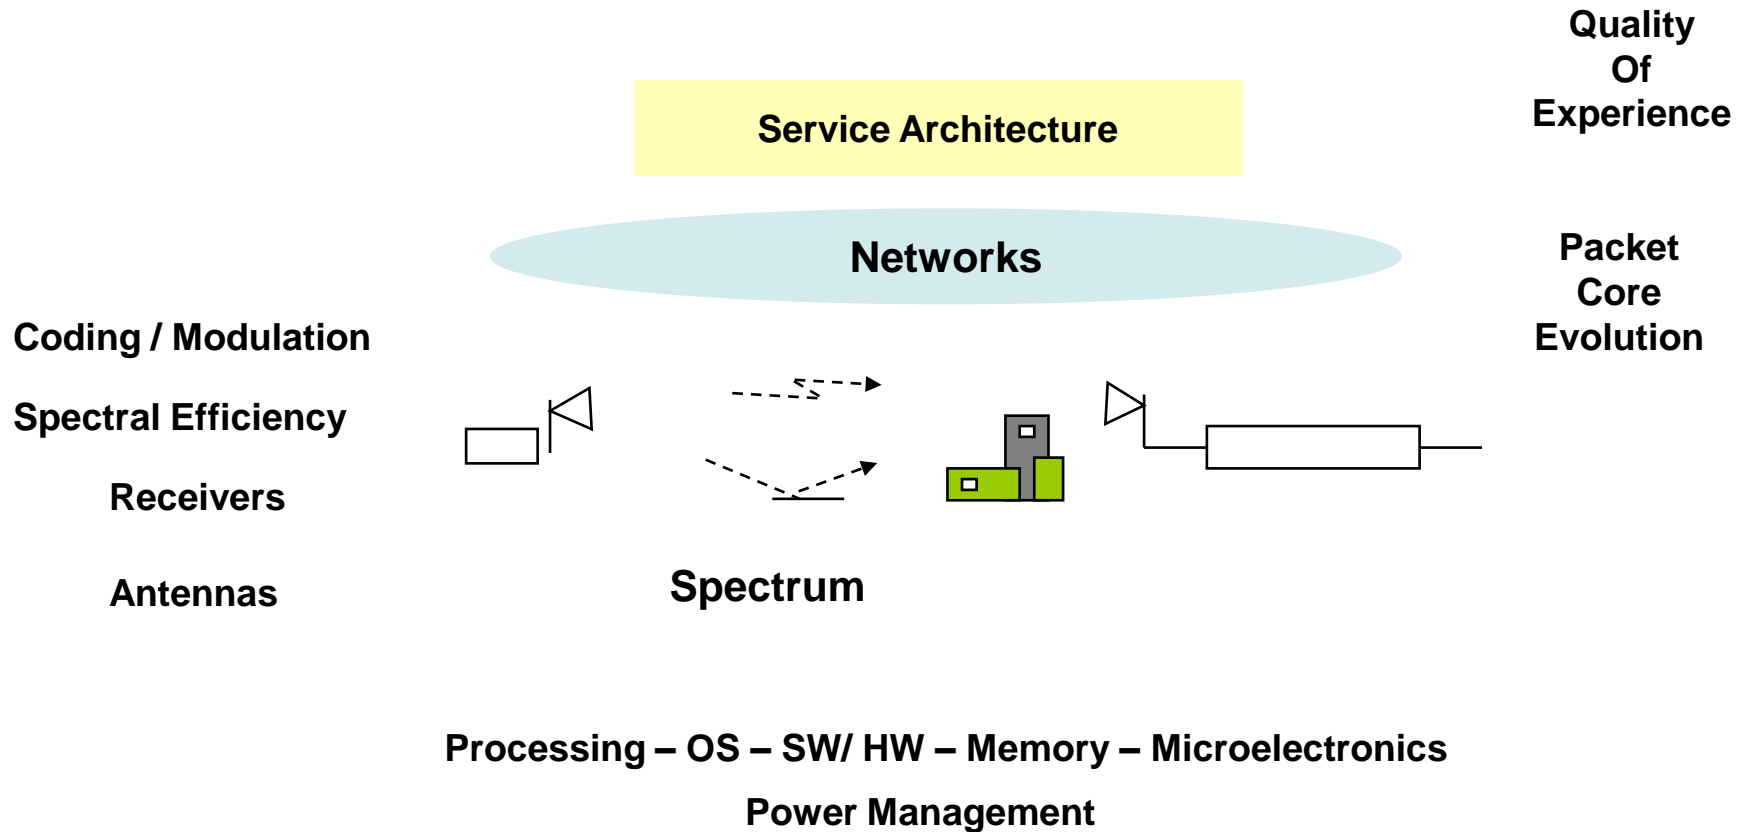 Quality
Of
Experience
Service Architecture
Networks
Packet
Core
Evolution
Coding / Modulation
Spectral Efficiency
Receivers
Antennas
Spectrum
Processing – OS – SW/ HW – Memory – Microelectronics
Power Management